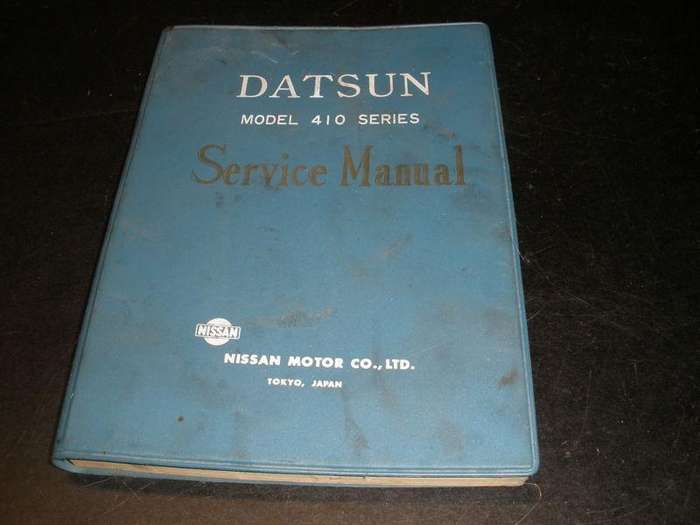 DATSUN
MODEL 410 SERIES
Service Manual
NISSAN
NISSAN MOTOR CO., LTD.
TOKYO, JAPAN